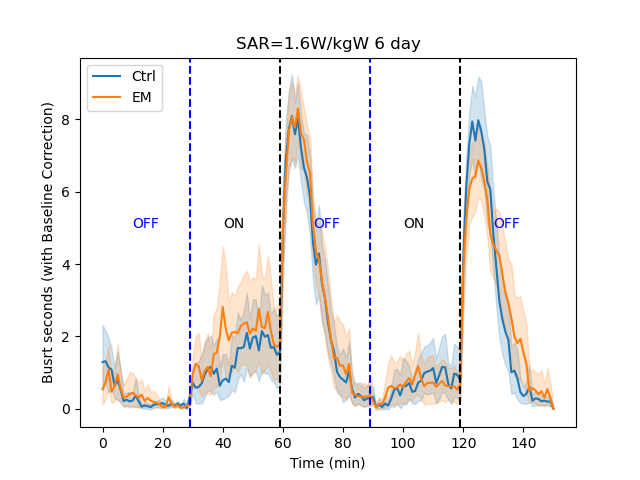 SAR=1.6W/kgW 6 day
Ctrl
EM
Busrt seconds (with Baseline Correction)
8
6
4
2
0
OFF ON OFF ON OFF
0 20 40 60 80 100 120 140
Time (min)